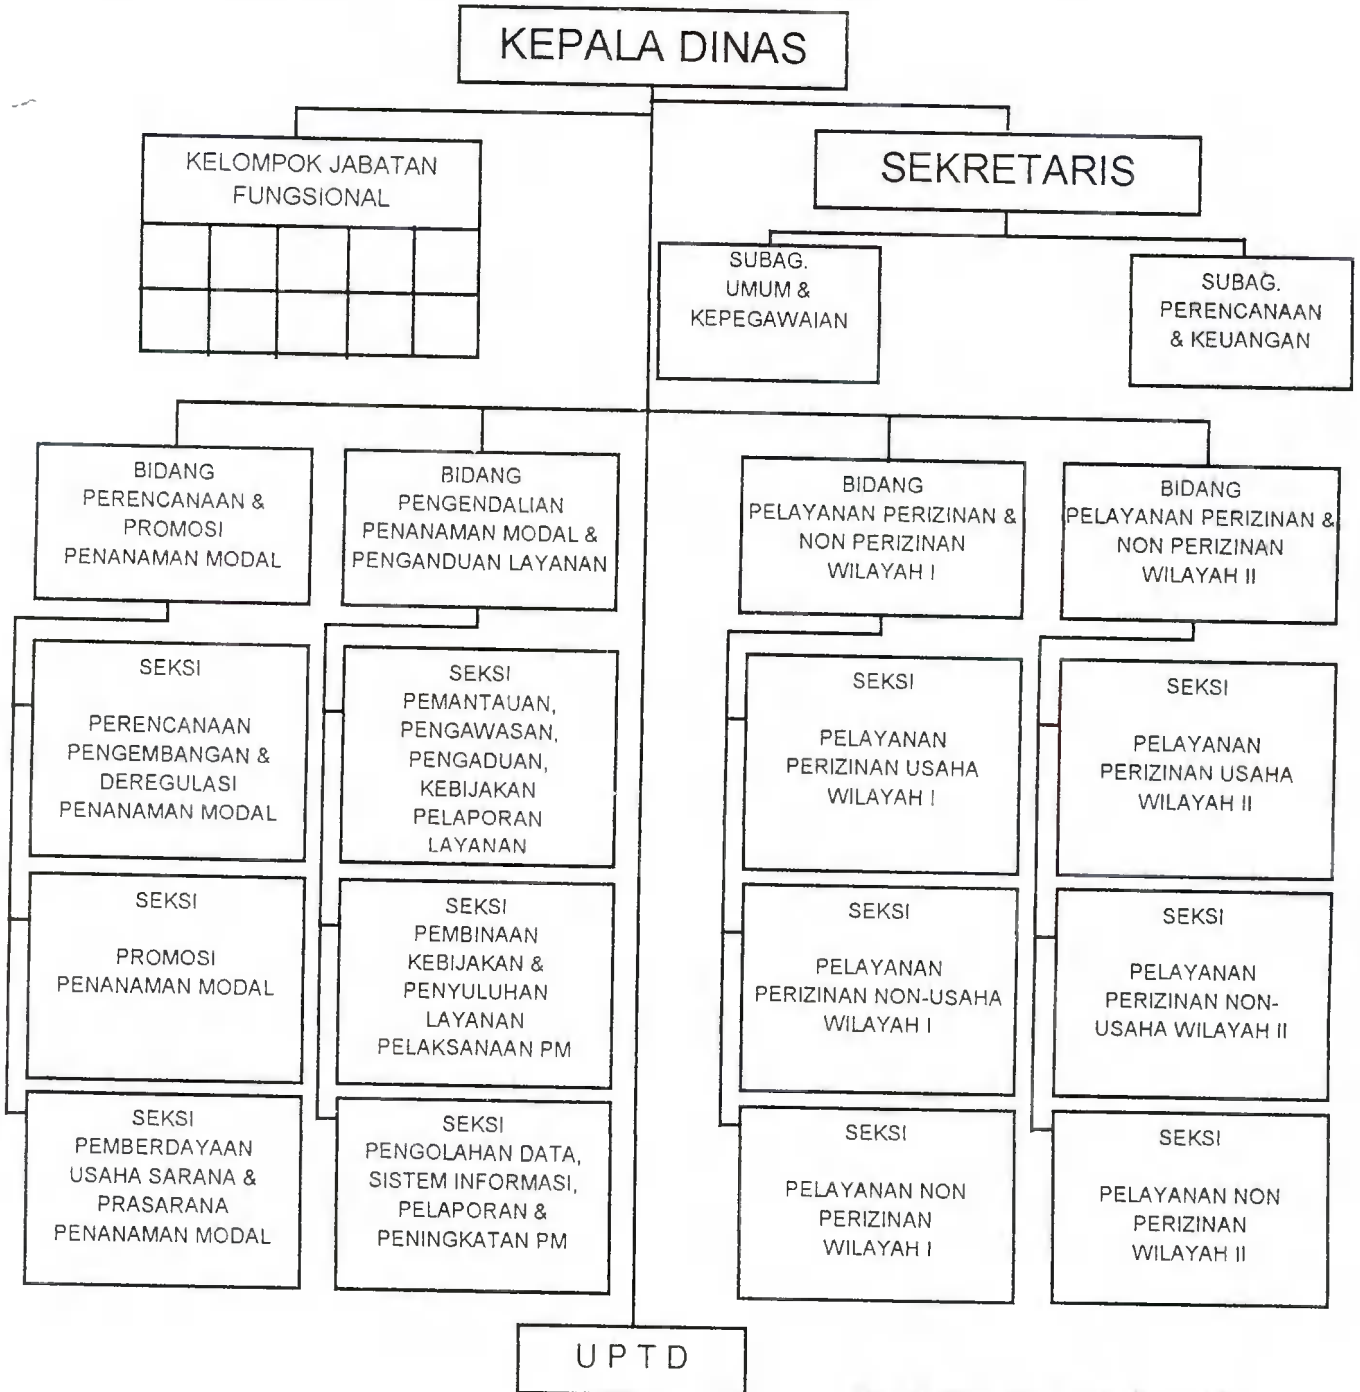 KEPALA DINAS
KELOMPOK JABATAN
FUNGSIONAL
SEKRETARIS
SUBAG.
UMUM &
KEPEGAWAIAN
SUBAG.
PERENCANAAN
& KEUANGAN
BIDANG
PERENCANAAN &
PROMOSI
PENANAMAN MODAL
BIDANG
PENGENDALIAN
PENANAMAN MODAL &
PENGANDUAN LAYANAN
BIDANG
PELAYANAN PERIZINAN &
NON PERIZINAN
WILAYAH I
BIDANG
PELAYANAN PERIZINAN &
NON PERIZINAN
WILAYAH II
SEKSI
PERENCANAAN
PENGEMBANGAN &
DEREGULASI
PENANAMAN MODAL
SEKSI
PEMANTAUAN,
PENGAWASAN,
PENGADUAN,
KEBIJAKAN
PELAPORAN
LAYANAN
SEKSI
PELAYANAN
PERIZINAN USAHA
WILAYAH I
SEKSI
PELAYANAN
PERIZINAN USAHA
WILAYAH II
SEKSI
PROMOSI
PENANAMAN MODAL
SEKSI
PEMBINAAN
KEBIJAKAN &
PENYULUHAN
LAYANAN
PELAKSANAAN PM
SEKSI
PELAYANAN
PERIZINAN NON-USAHA
WILAYAH I
SEKSI
PELAYANAN
PERIZINAN NON-
USAHA WILAYAH II
SEKSI
PEMBERDAYAAN
USAHA SARANA &
PRASARANA
PENANAMAN MODAL
SEKSI
PENGOLAHAN DATA,
SISTEM INFORMASI,
PELAPORAN &
PENINGKATAN PM
SEKSI
PELAYANAN NON
PERIZINAN
WILAYAH I
SEKSI
PELAYANAN NON
PERIZINAN
WILAYAH II
U P T D